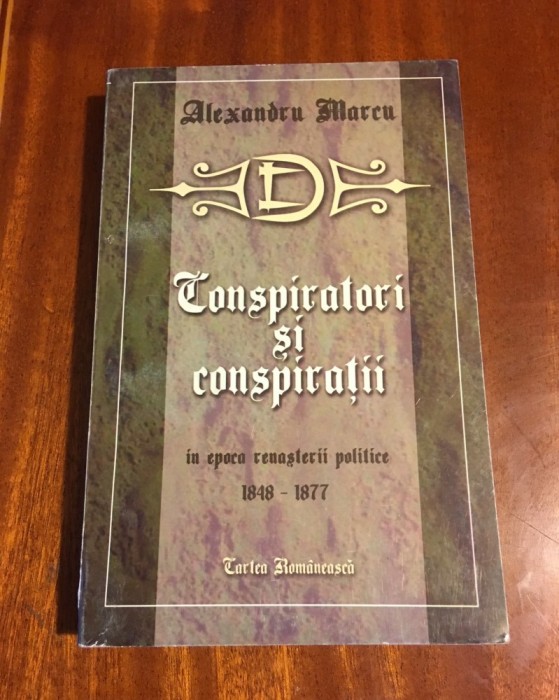 Alexandru Marcu
Conspiratori
și
conspirații
în epoca renașterii politice
1848 - 1877
Cartea Românească